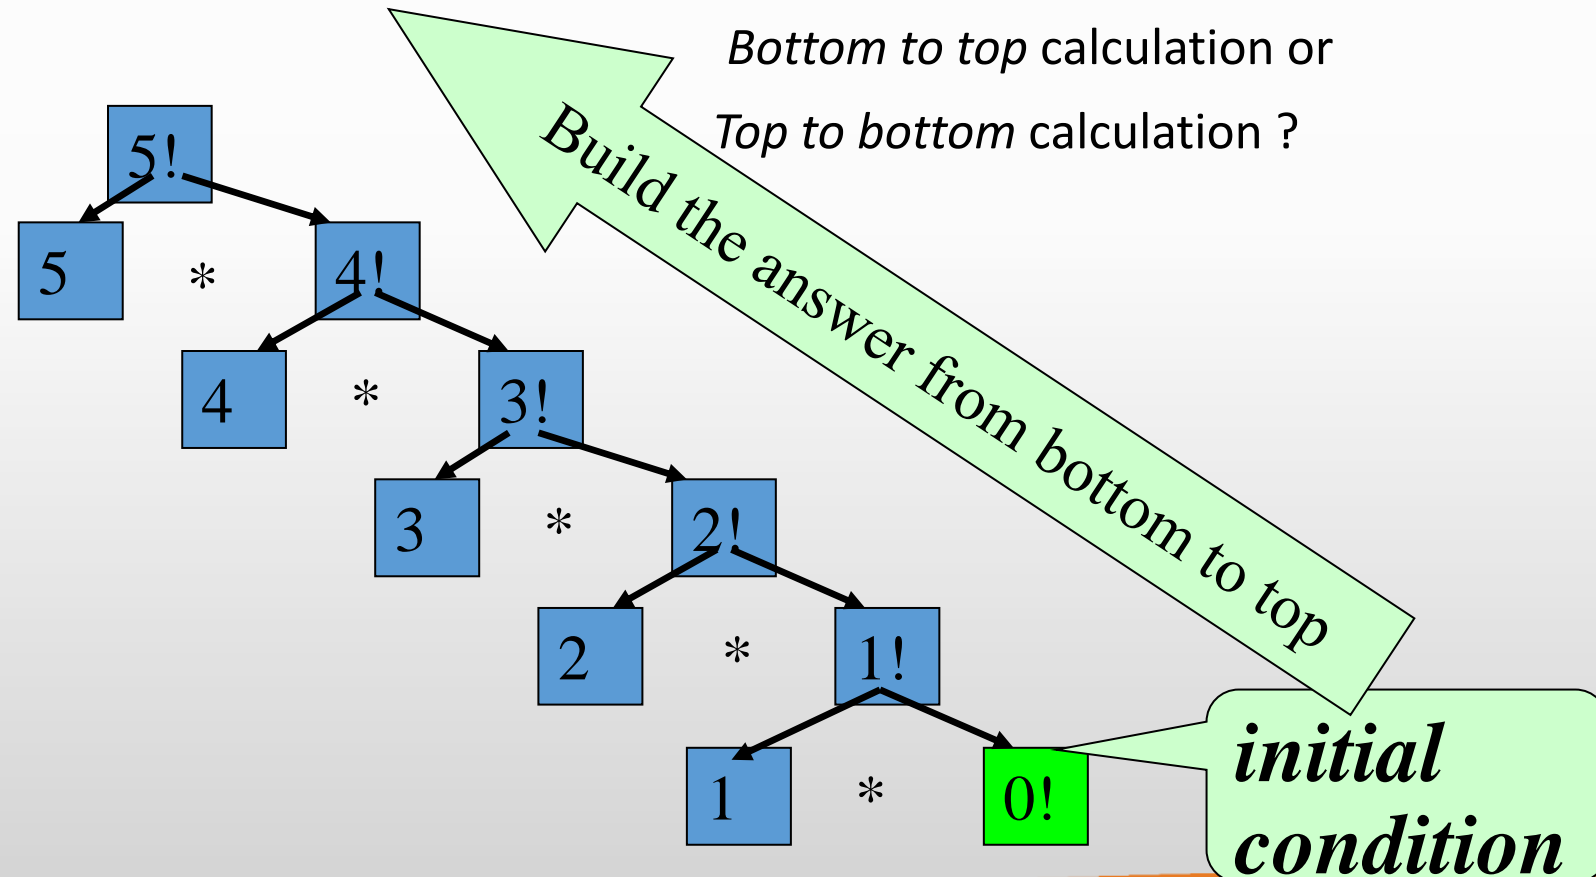 Bottom to top calculation or
Top to bottom calculation ?
Build the answer from bottom to top
5!
5 * 4!
4 * 3!
3 * 2!
2 * 1!
1 * 0!
initial
condition